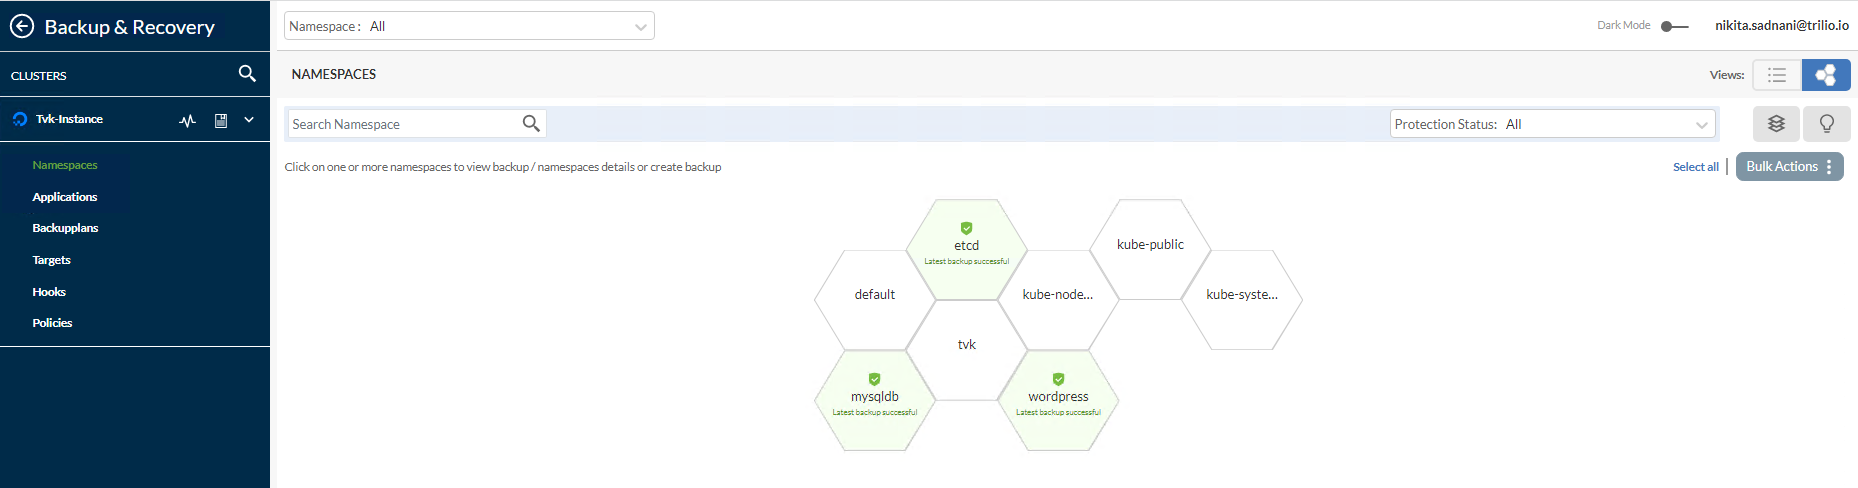 Backup & Recovery
Namespace : All
Dark Mode
nikita.sadnani@trilio.io
CLUSTERS
NAMESPACES
Views:
Tvk-Instance
Search Namespace
Protection Status: All
Click on one or more namespaces to view backup / namespaces details or create backup
Select all
Bulk Actions
Namespaces
Applications
Backupplans
Targets
Hooks
Policies
etcd
Latest backup successful
kube-public
default
kube-node...
kube-syste...
tvk
mysqldb
Latest backup successful
wordpress
Latest backup successful